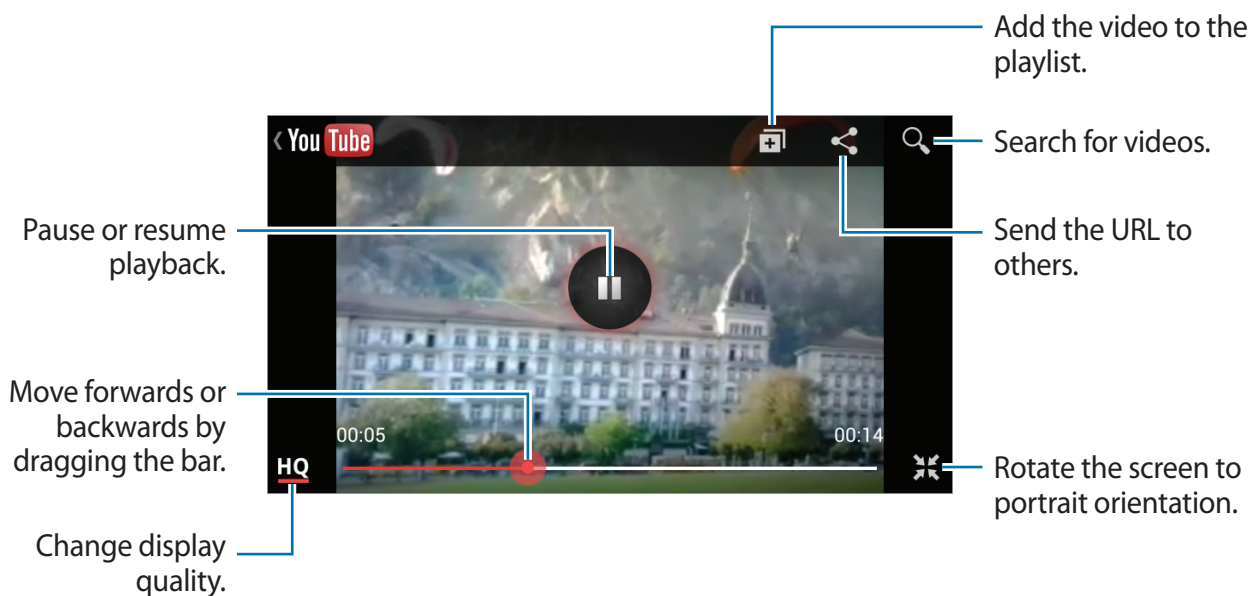 Add the video to the
playlist.
‹ You Tube
Search for videos.
Pause or resume
playback.
Send the URL to
others.
Move forwards or
backwards by
dragging the bar.
00:05
00:14
HQ
Rotate the screen to
portrait orientation.
Change display
quality.